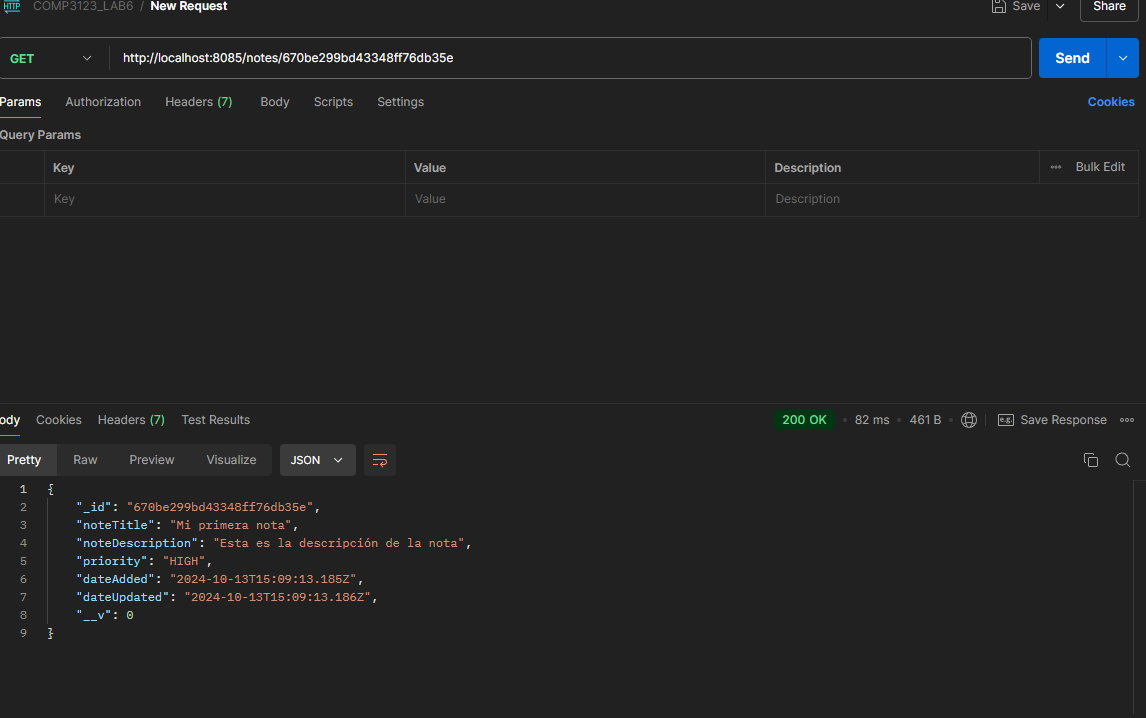 HTTP COMP3123_LAB6 / New Request Save Share
GET http://localhost:8085/notes/670be299bd43348ff76db35e Send
Params Authorization Headers (7) Body Scripts Settings Cookies
Query Params
Key Value Description Bulk Edit
Key Value Description
ody Cookies Headers (7) Test Results 200 OK 82 ms 461 B e.g. Save Response
Pretty Raw Preview Visualize JSON
1 {
2 "_id": "670be299bd43348ff76db35e",
3 "noteTitle": "Mi primera nota",
4 "noteDescription": "Esta es la descripción de la nota",
5 "priority": "HIGH",
6 "dateAdded": "2024-10-13T15:09:13.185Z",
7 "dateUpdated": "2024-10-13T15:09:13.186Z",
8 "__v": 0
9 }